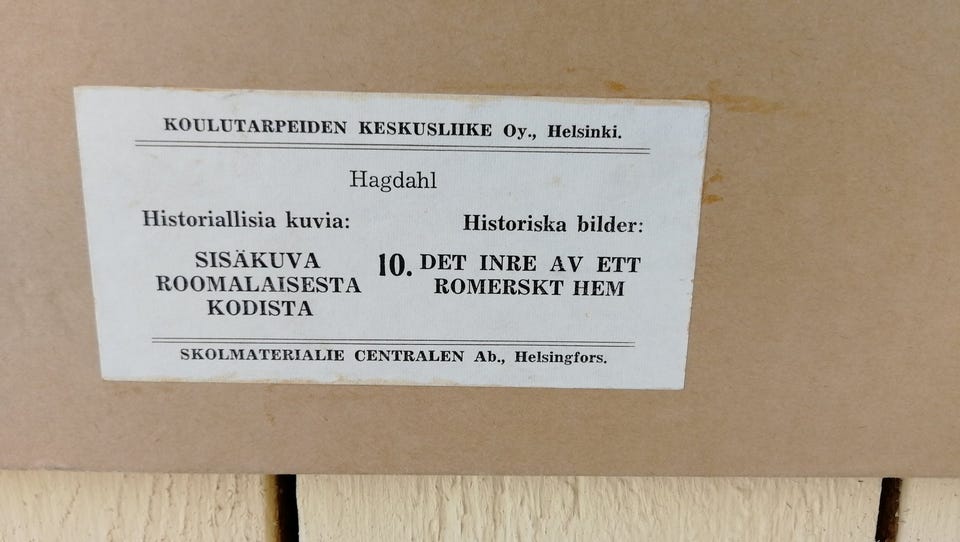 KOULUTARPEIDEN KESKUSLIIKE Oy., Helsinki.
Hagdahl
Historiallisia kuvia:
SISÄKUVA
ROOMALAISESTA
KODISTA
10.
Historiska bilder:
DET INRE AV ETT
ROMERSKT HEM
SKOLMATERIALIE CENTRALEN Ab., Helsingfors.